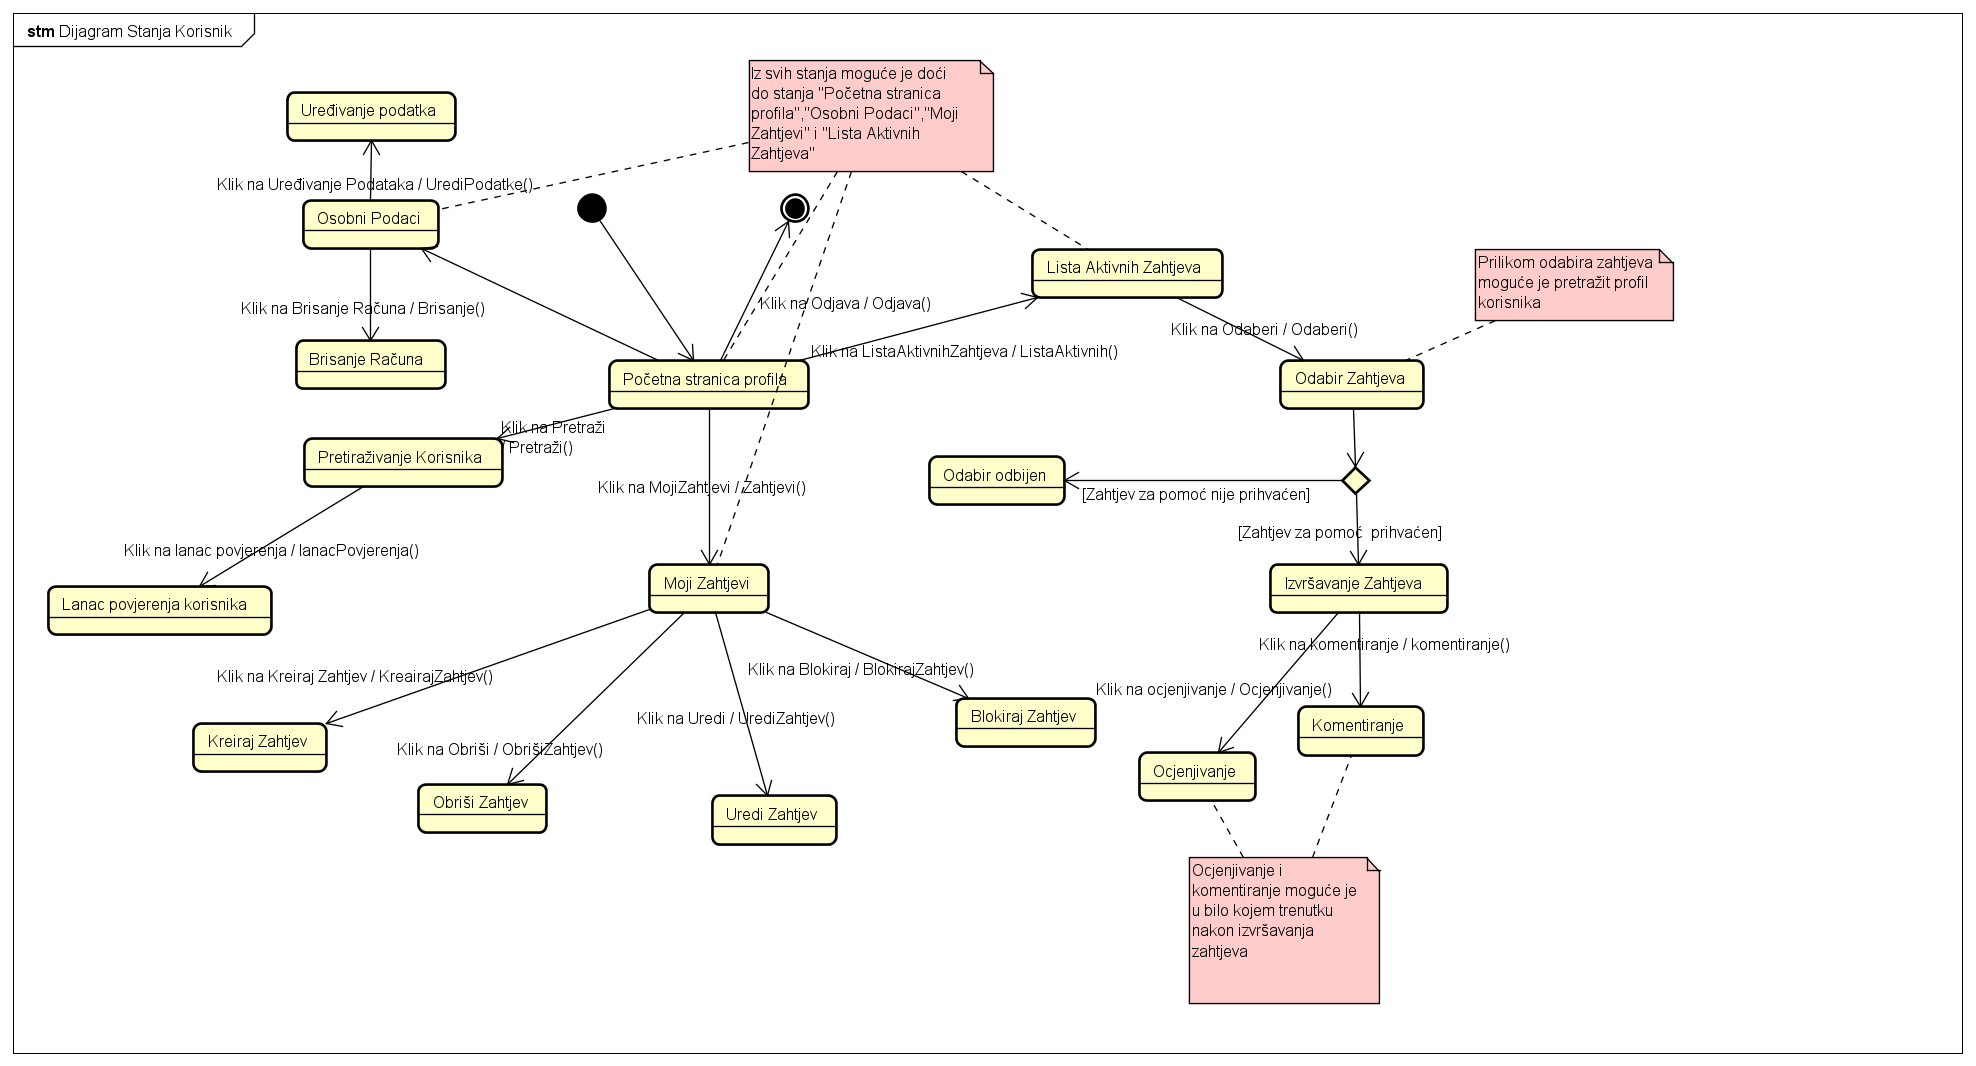 stm Dijagram Stanja Korisnik
Iz svih stanja moguće je doći
do stanja "Početna stranica
profila","Osobni Podaci","Moji
Zahtjevi" i "Lista Aktivnih
Zahtjeva"
Uređivanje podatka
Klik na Uređivanje Podataka / UrediPodatke()
Osobni Podaci
Lista Aktivnih Zahtjeva
Prilikom odabira zahtjeva
moguće je pretražit profil
korisnika
Klik na Brisanje Računa / Brisanje()
Klik na Odjava / Odjava()
Klik na Odaberi / Odaberi()
Brisanje Računa
Klik na ListaAktivnihZahtjeva / ListaAktivnih()
Početna stranica profila
Odabir Zahtjeva
Klik na Pretraži
/ Pretraži()
Pretiraživanje Korisnika
Klik na MojiZahtjevi / Zahtjevi()
Odabir odbijen
[Zahtjev za pomoć nije prihvaćen]
[Zahtjev za pomoć  prihvaćen]
Klik na lanac povjerenja / lanacPovjerenja()
Lanac povjerenja korisnika
Moji Zahtjevi
Izvršavanje Zahtjeva
Klik na komentiranje / komentiranje()
Klik na Kreiraj Zahtjev / KreairajZahtjev()
Klik na Blokiraj / BlokirajZahtjev()
Klik na ocjenjivanje / Ocjenjivanje()
Klik na Uredi / UrediZahtjev()
Blokiraj Zahtjev
Komentiranje
Kreiraj Zahtjev
Klik na Obriši / ObrišiZahtjev()
Ocjenjivanje
Obriši Zahtjev
Uredi Zahtjev
Ocjenjivanje i
komentiranje moguće je
u bilo kojem trenutku
nakon izvršavanja
zahtjeva